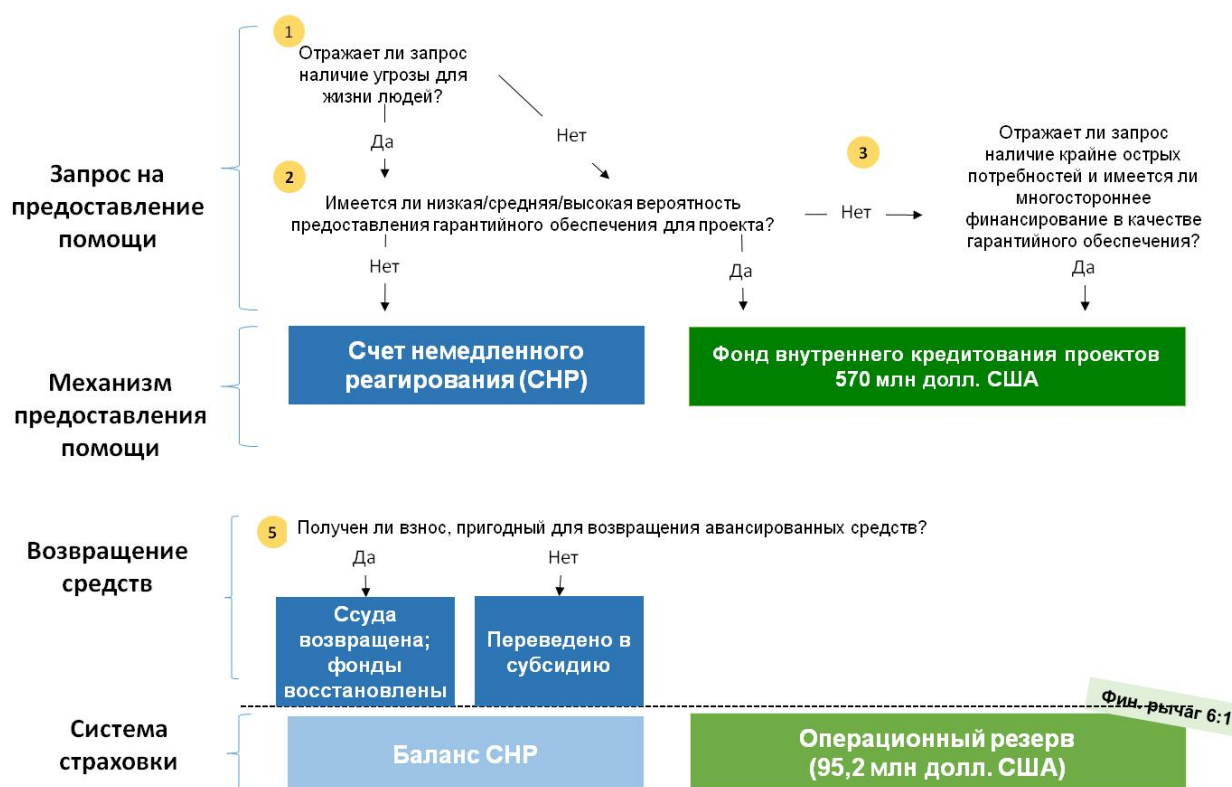 1
Отражает ли запрос
наличие угрозы для
жизни людей?
Да
Нет
3
Отражает ли запрос
наличие крайне острых
потребностей и имеется ли
многостороннее
финансирование в качестве
гарантийного обеспечения?
Запрос на
предоставление
помощи
2
Имеется ли низкая/средняя/высокая вероятность
предоставления гарантийного обеспечения для проекта?
Нет
Нет
Да
Да
Механизм
предоставления
помощи
Счет немедленного
реагирования (СНР)
Фонд внутреннего кредитования проектов
570 млн долл. США
Возвращение
средств
5
Получен ли взнос, пригодный для возвращения авансированных средств?
Да
Нет
Ссуда
возвращена;
фонды
восстановлены
Переведено в
субсидию
Фин. рычаг 6:1
Система
страховки
Баланс СНР
Операционный резерв
(95,2 млн долл. США)